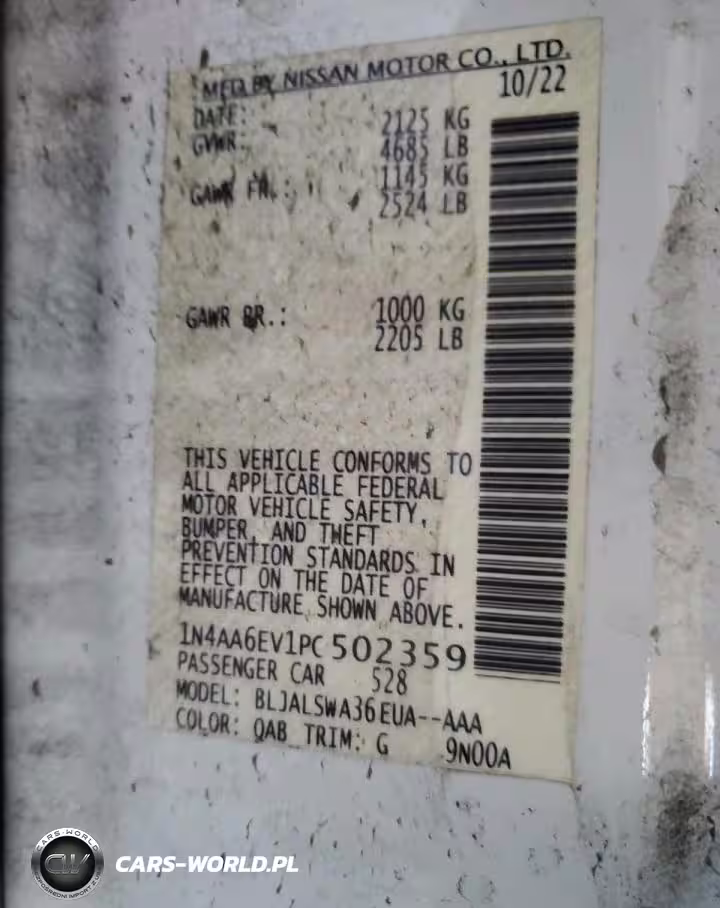 MFD BY NISSAN MOTOR CO., LTD.
DATE: 10/22
GVWR: 2125 KG
4685 LB
GAWR FR.: 1145 KG
2524 LB
GAWR RR.: 1000 KG
2205 LB
THIS VEHICLE CONFORMS TO
ALL APPLICABLE FEDERAL
MOTOR VEHICLE SAFETY,
BUMPER, AND THEFT
PREVENTION STANDARDS IN
EFFECT ON THE DATE OF
MANUFACTURE SHOWN ABOVE.
1N4AA6EV1PC502359
PASSENGER CAR 528
MODEL: BLJALSWA36EUA--AAA
COLOR: QAB TRIM: G 9N00A
CARS-WORLD
CARS-WORLD.PL